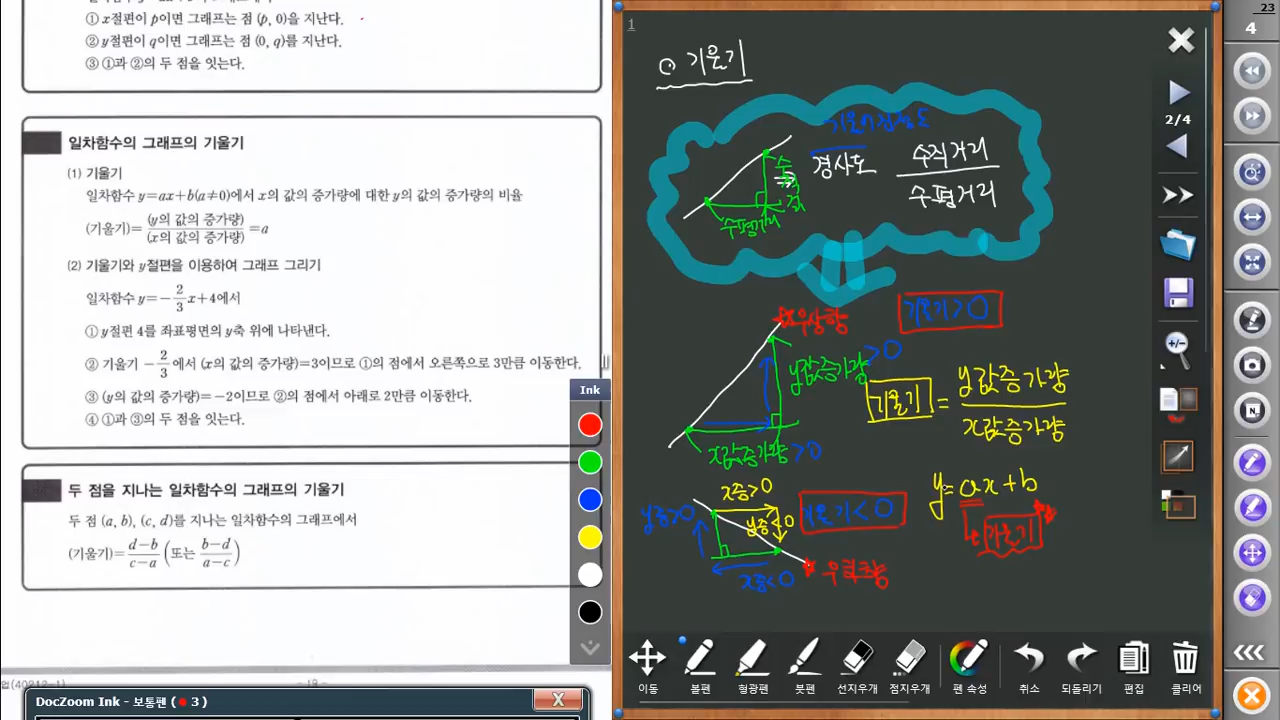 ① x절편이 p이면 그래프는 점 (p, 0)을 지난다.
② y절편이 q이면 그래프는 점 (0, q)를 지난다.
③ ①과 ②의 두 점을 잇는다.
일차함수의 그래프의 기울기
(1) 기울기
일차함수 y=ax+b(a≠0)에서 x의 값의 증가량에 대한 y의 값의 증가량의 비율
(기울기)=(y의 값의 증가량)/(x의 값의 증가량)=a
(2) 기울기와 y절편을 이용하여 그래프 그리기
일차함수 y=-2/3x+4에서
① y절편 4를 좌표평면의 y축 위에 나타낸다.
② 기울기 -2/3에서 (x의 값의 증가량)=3이므로 ①의 점에서 오른쪽으로 3만큼 이동한다.
③ (y의 값의 증가량)=-2이므로 ②의 점에서 아래로 2만큼 이동한다.
④ ①과 ③의 두 점을 잇는다.
두 점을 지나는 일차함수의 그래프의 기울기
두 점 (a, b), (c, d)를 지나는 일차함수의 그래프에서
(기울기)=d-b/c-a(또는 b-d/a-c)
DocZoom Ink - 보통펜 ( 3 )
Ink
1
기울기
경사도
수직거리
수평거리
수직거리
수평거리
우상향
기울기>0
y값증가량>0
x값증가량>0
기울기 = y값증가량
x값증가량
y=ax+b
기울기
x증>0
y증>0
y증<0
x증<0
기울기<0
우하향
이동
볼펜
형광펜
붓펜
선지우개
점지우개
펜 속성
취소
되돌리기
편집
클리어
2/4
23
4